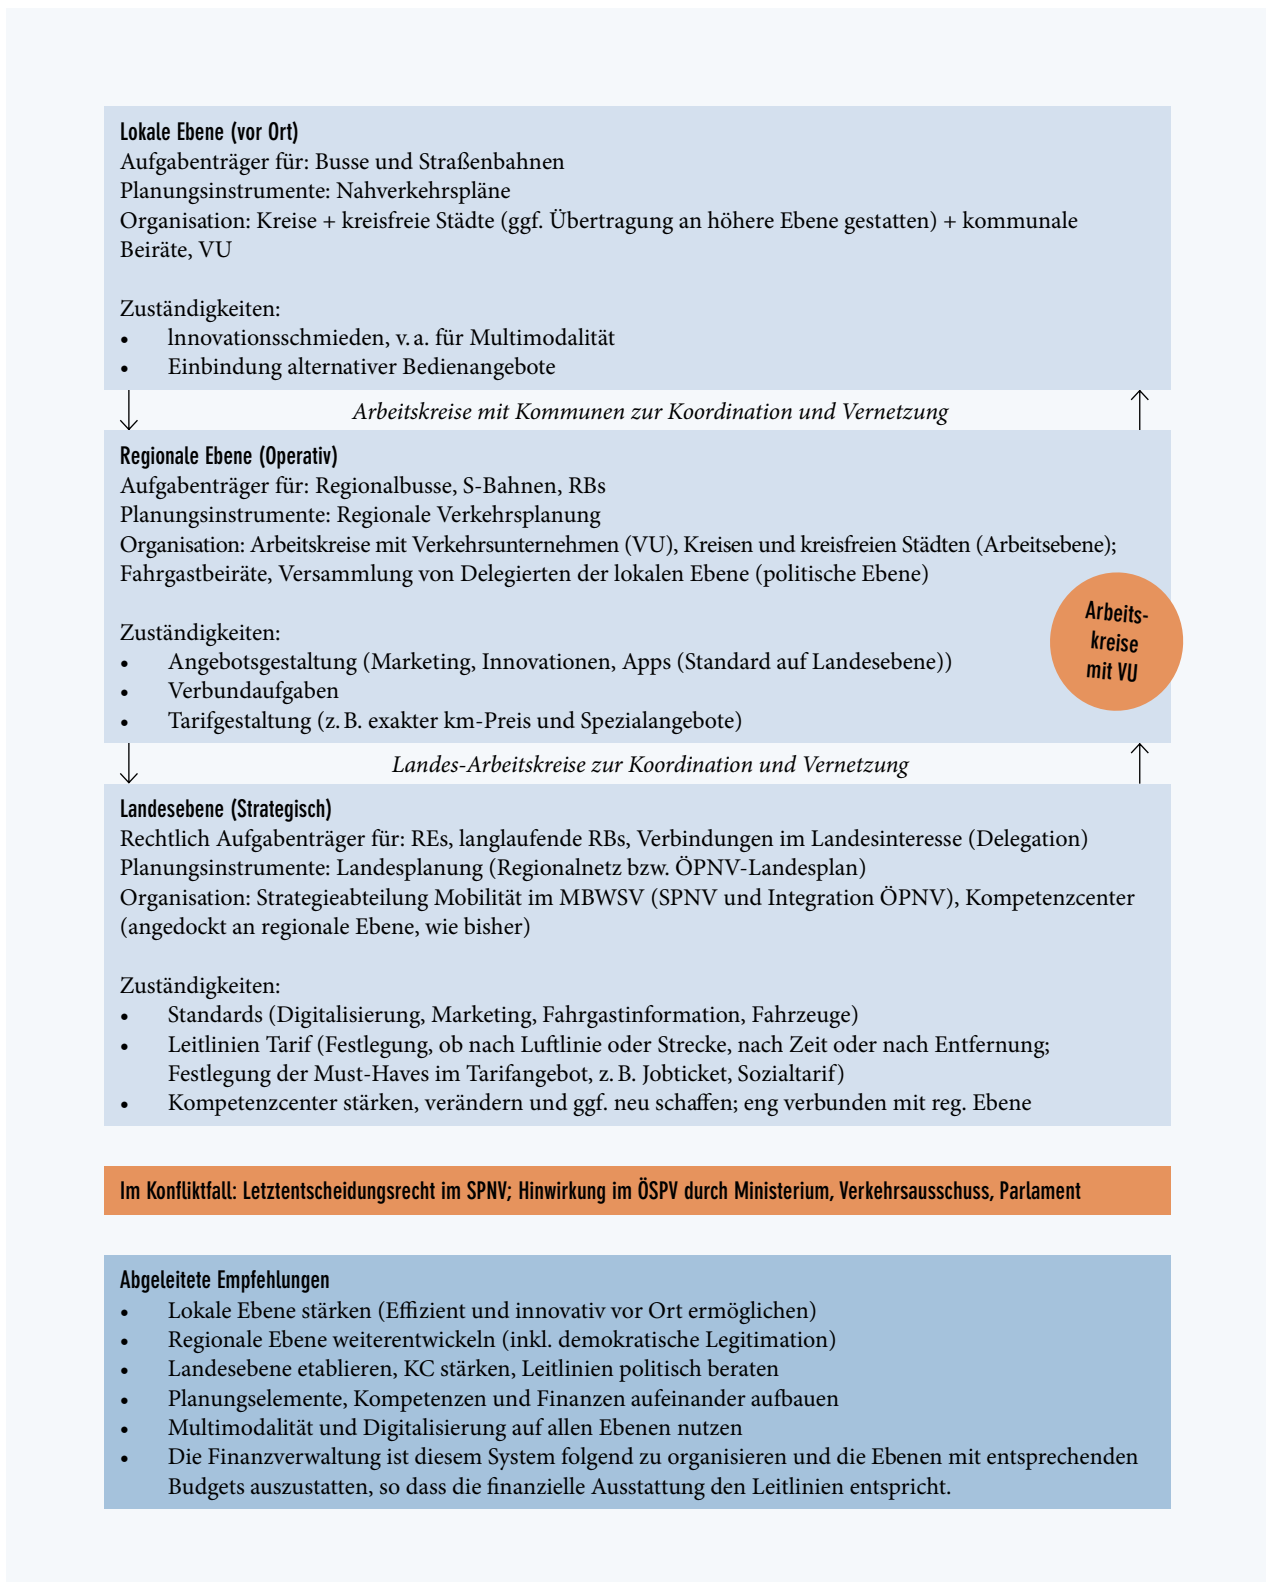 Lokale Ebene (vor Ort)
Aufgabenträger für: Busse und Straßenbahnen
Planungsinstrumente: Nahverkehrspläne
Organisation: Kreise + kreisfreie Städte (ggf. Übertragung an höhere Ebene gestatten) + kommunale
Beiräte, VU
Zuständigkeiten:
• Innovationsschmieden, v. a. für Multimodalität
• Einbindung alternativer Bedienangebote
Arbeitskreise mit Kommunen zur Koordination und Vernetzung
Regionale Ebene (Operativ)
Aufgabenträger für: Regionalbusse, S-Bahnen, RBs
Planungsinstrumente: Regionale Verkehrsplanung
Organisation: Arbeitskreise mit Verkehrsunternehmen (VU), Kreisen und kreisfreien Städten (Arbeitsebene);
Fahrgastbeiräte, Versammlung von Delegierten der lokalen Ebene (politische Ebene)
Zuständigkeiten:
• Angebotsgestaltung (Marketing, Innovationen, Apps (Standard auf Landesebene))
• Verbundaufgaben
• Tarifgestaltung (z. B. exakter km-Preis und Spezialangebote)
Arbeits-
kreise
mit VU
Landes-Arbeitskreise zur Koordination und Vernetzung
Landesebene (Strategisch)
Rechtlich Aufgabenträger für: REs, langlaufende RBs, Verbindungen im Landesinteresse (Delegation)
Planungsinstrumente: Landesplanung (Regionalnetz bzw. ÖPNV-Landesplan)
Organisation: Strategieabteilung Mobilität im MBWSV (SPNV und Integration ÖPNV), Kompetenzcenter
(angedockt an regionale Ebene, wie bisher)
Zuständigkeiten:
• Standards (Digitalisierung, Marketing, Fahrgastinformation, Fahrzeuge)
• Leitlinien Tarif (Festlegung, ob nach Luftlinie oder Strecke, nach Zeit oder nach Entfernung;
Festlegung der Must-Haves im Tarifangebot, z. B. Jobticket, Sozialtarif)
• Kompetenzcenter stärken, verändern und ggf. neu schaffen; eng verbunden mit reg. Ebene
Im Konfliktfall: Letztentscheidungsrecht im SPNV; Hinwirkung im ÖSPV durch Ministerium, Verkehrsausschuss, Parlament
Abgeleitete Empfehlungen
• Lokale Ebene stärken (Effizient und innovativ vor Ort ermöglichen)
• Regionale Ebene weiterentwickeln (inkl. demokratische Legitimation)
• Landesebene etablieren, KC stärken, Leitlinien politisch beraten
• Planungselemente, Kompetenzen und Finanzen aufeinander aufbauen
• Multimodalität und Digitalisierung auf allen Ebenen nutzen
• Die Finanzverwaltung ist diesem System folgend zu organisieren und die Ebenen mit entsprechenden
Budgets auszustatten, so dass die finanzielle Ausstattung den Leitlinien entspricht.